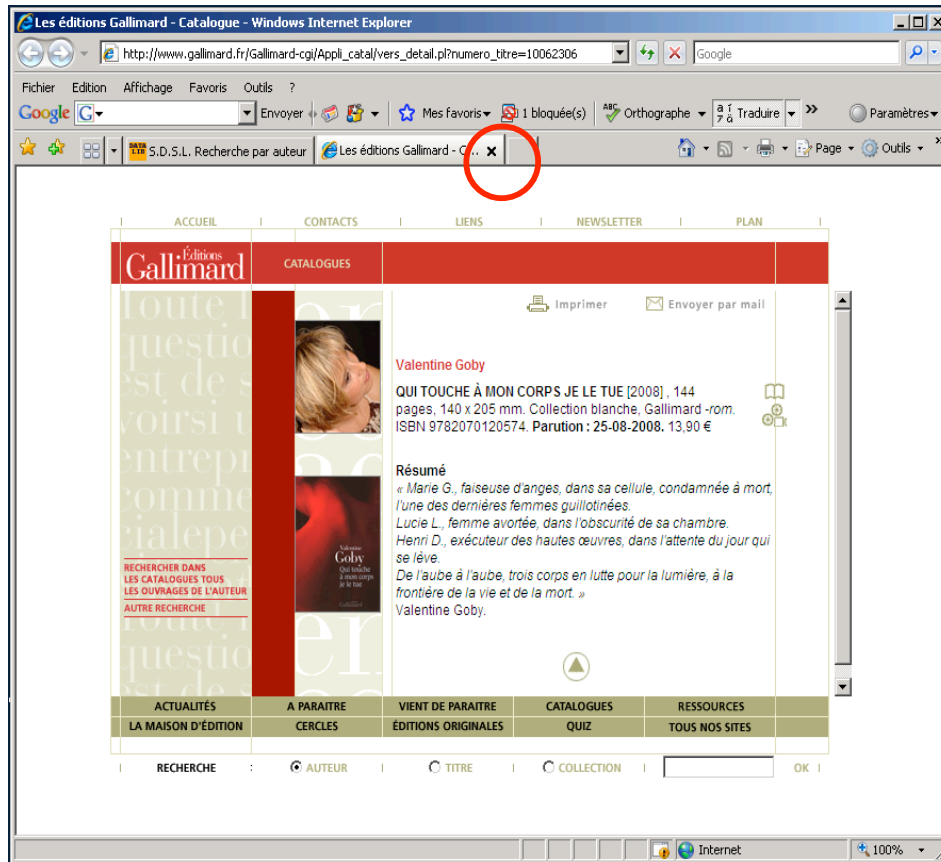 Les éditions Gallimard - Catalogue - Windows Internet Explorer
http://www.gallimard.fr/Gallimard-cgi/Appli_catal/vers_detail.pl?numero_titre=10062306
Google
Fichier Edition Affichage Favoris Outils ?
Google G Envoyer Mes favoris 1 bloquée(s) ABC Orthographe Traduire » Paramètres
DATA LIB S.D.S.L. Recherche par auteur Les éditions Gallimard - C... Page Outils »
ACCUEIL CONTACTS LIENS NEWSLETTER PLAN
Éditions
Gallimard CATALOGUES
Imprimer Envoyer par mail
Valentine Goby
QUI TOUCHE À MON CORPS JE LE TUE [2008] , 144
pages, 140 x 205 mm. Collection blanche, Gallimard -rom.
ISBN 9782070120574. Parution : 25-08-2008. 13,90 €
Résumé
« Marie G., faiseuse d'anges, dans sa cellule, condamnée à mort,
l'une des dernières femmes guillotinées.
Lucie L., femme avortée, dans l'obscurité de sa chambre.
Henri D., exécuteur des hautes œuvres, dans l'attente du jour qui
se lève.
De l'aube à l'aube, trois corps en lutte pour la lumière, à la
frontière de la vie et de la mort. »
Valentine Goby.
Valentine
Goby
Qui touche
à mon corps
je le tue
Gallimard
RECHERCHER DANS
LES CATALOGUES TOUS
LES OUVRAGES DE L'AUTEUR
AUTRE RECHERCHE
ACTUALITÉS A PARAITRE VIENT DE PARAITRE CATALOGUES RESSOURCES
LA MAISON D'ÉDITION CERCLES ÉDITIONS ORIGINALES QUIZ TOUS NOS SITES
RECHERCHE : AUTEUR TITRE COLLECTION OK
Internet 100%